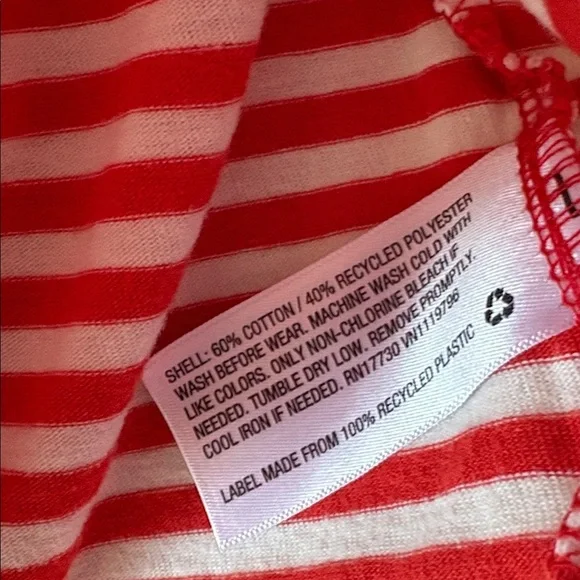 SHELL: 60% COTTON / 40% RECYCLED POLYESTER
WASH BEFORE WEAR. MACHINE WASH COLD WITH
LIKE COLORS. ONLY NON-CHLORINE BLEACH IF
NEEDED. TUMBLE DRY LOW. REMOVE PROMPTLY.
COOL IRON IF NEEDED. RN17730 VN1119796
LABEL MADE FROM 100% RECYCLED PLASTIC